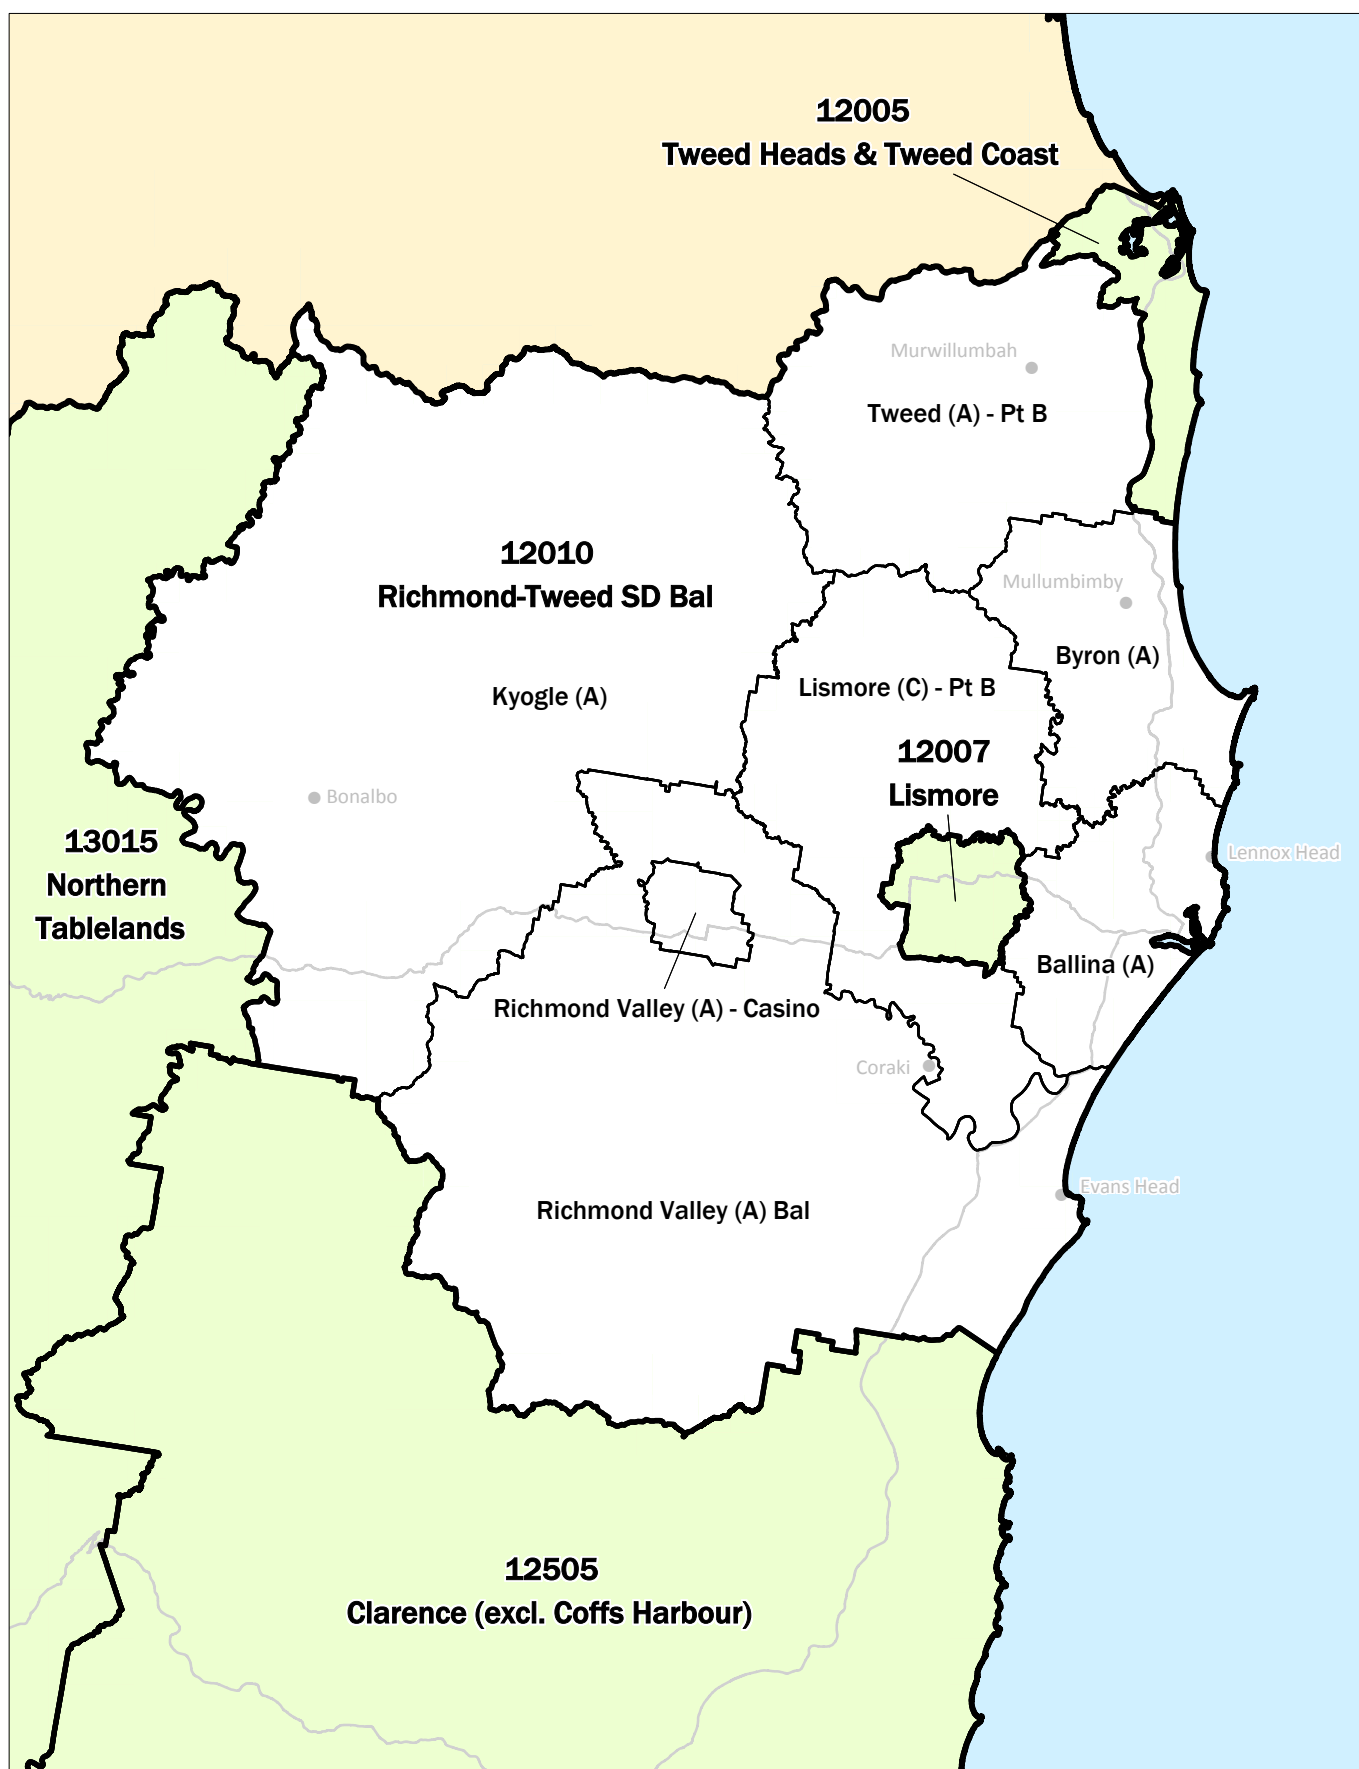 12005
Tweed Heads & Tweed Coast
Murwillumbah
Tweed (A) - Pt B
12010
Richmond-Tweed SD Bal
Mullumbimby
Byron (A)
Kyogle (A)
Lismore (C) - Pt B
12007
Lismore
Bonalbo
13015
Northern
Tablelands
Lennox Head
Ballina (A)
Richmond Valley (A) - Casino
Coraki
Evans Head
Richmond Valley (A) Bal
12505
Clarence (excl. Coffs Harbour)